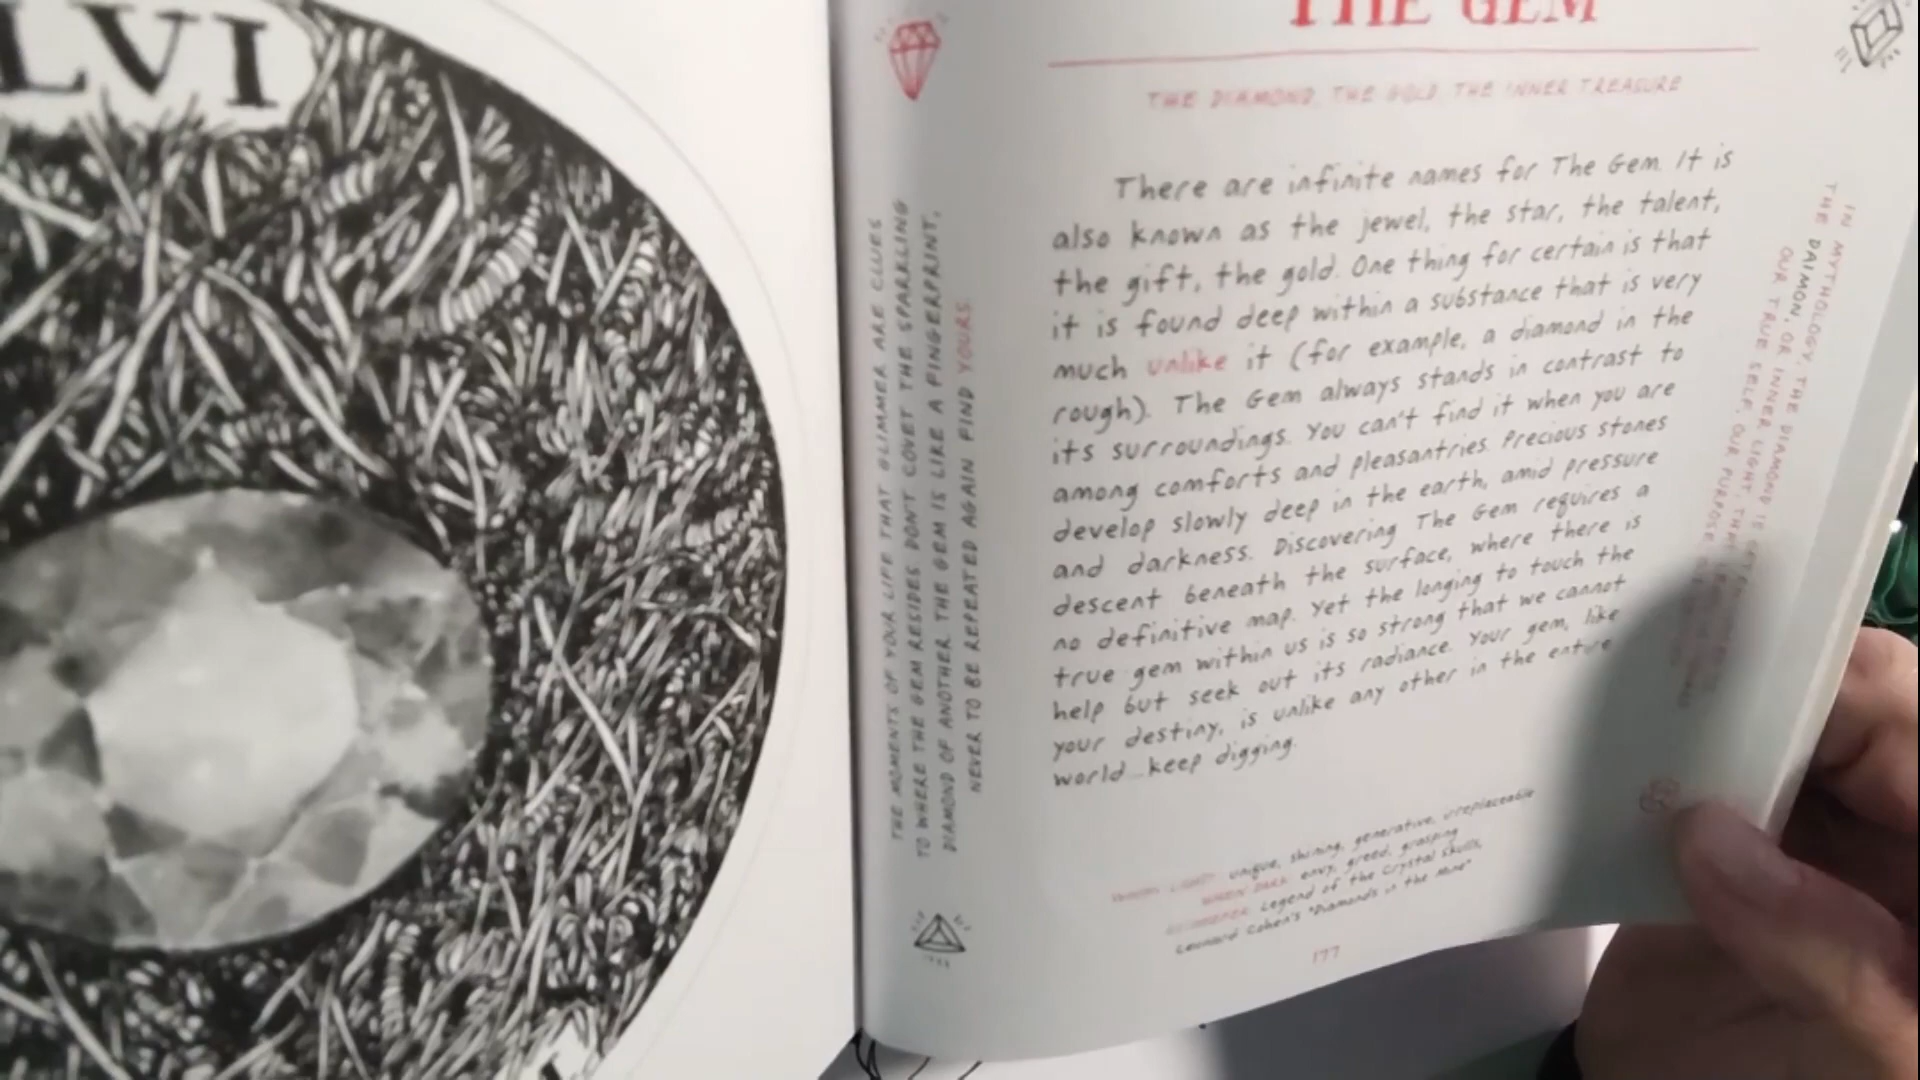 LVI
THE GEM
THE DIAMOND, THE GOLD, THE INNER TREASURE
There are infinite names for The Gem. It is
also known as the jewel, the star, the talent,
the gift, the gold. One thing for certain is that
it is found deep within a substance that is very
much unlike it (for example, a diamond in the
rough). The Gem always stands in contrast to
its surroundings. You can't find it when you are
among comforts and pleasantries. Precious stones
develop slowly deep in the earth, amid pressure
and darkness. Discovering The Gem requires a
descent beneath the surface, where there is
no definitive map. Yet the longing to touch the
true gem within us is so strong that we cannot
help but seek out its radiance. Your gem, like
your destiny, is unlike any other in the entire
world...keep digging.
WHEN LIGHT: unique, shining, generative, irreplaceable
WHEN DARK: envy, greed, grasping
Legend of the Crystal Skulls,
Leonard Cohen's "Diamonds in the Mine"
177
THE MOMENTS OF YOUR LIFE THAT GLIMMER ARE CLUES
TO WHERE THE GEM RESIDES. DON'T COVET THE SPARKLING
DIAMOND OF ANOTHER. THE GEM IS LIKE A FINGERPRINT,
NEVER TO BE REPEATED AGAIN. FIND YOURS.
IN MYTHOLOGY, THE DIAMOND IS
THE DAIMON, OR INNER LIGHT THAT
OUR TRUE SELF, OUR PURPOSE